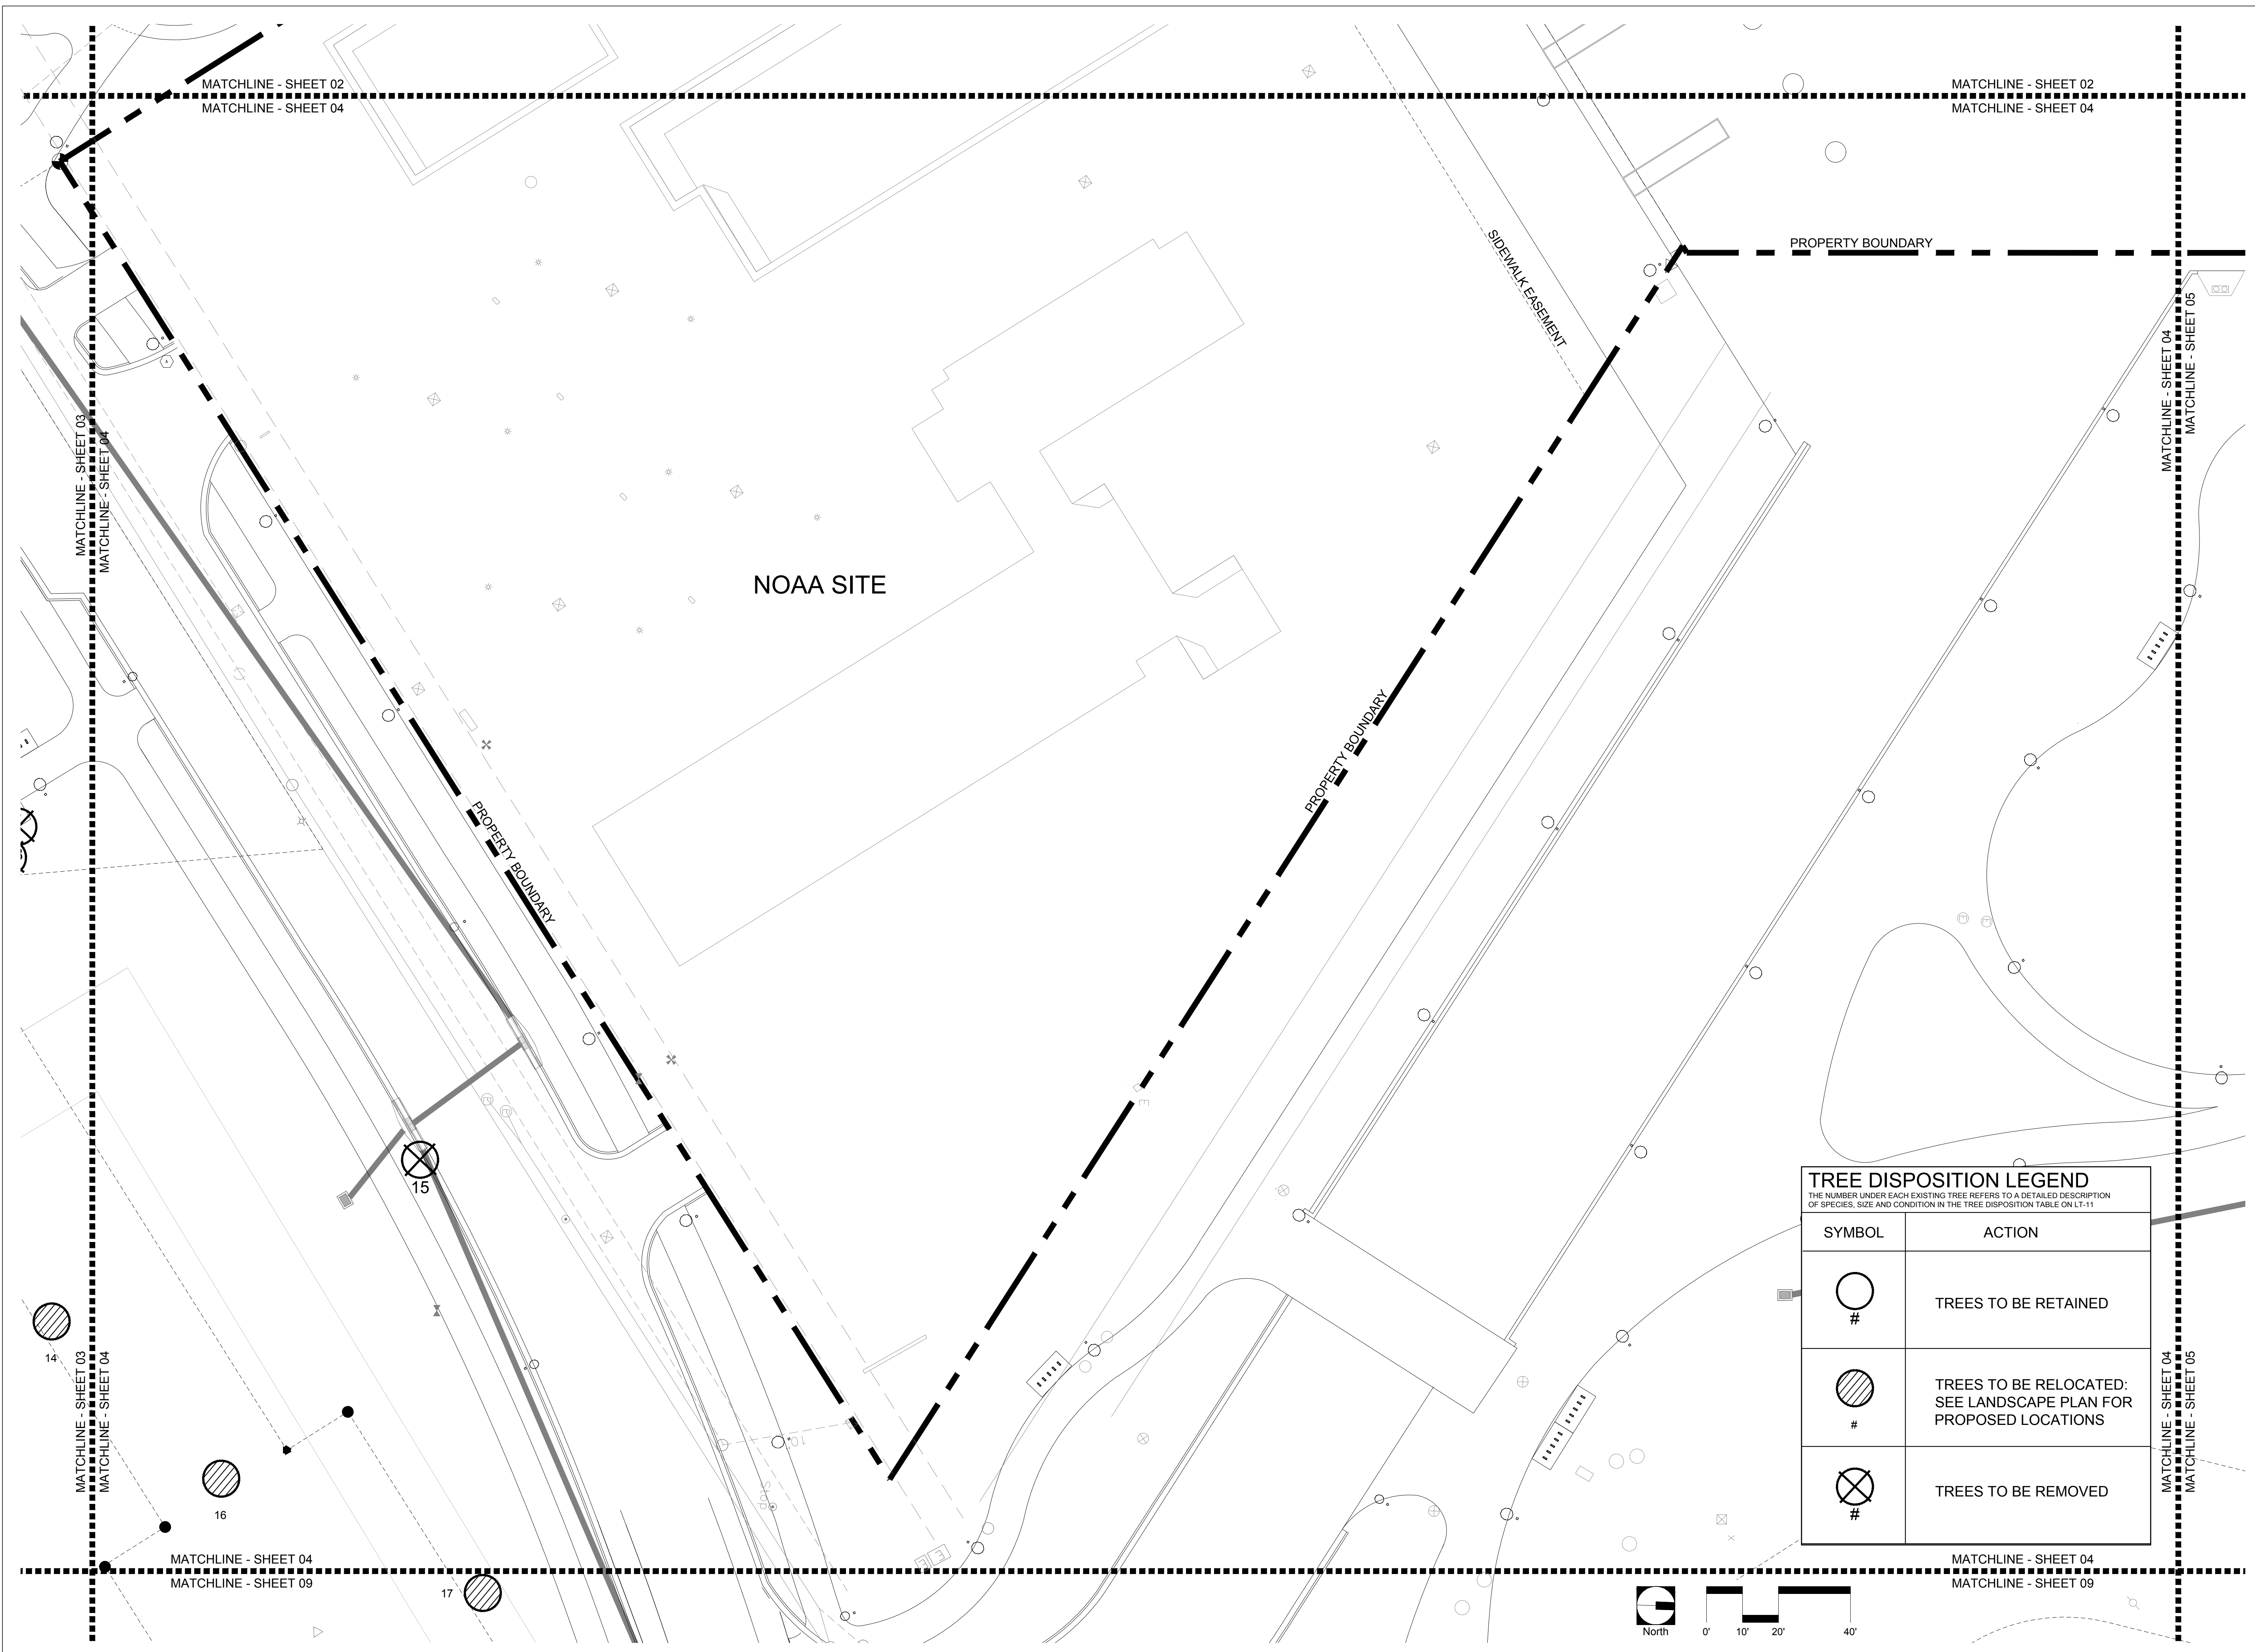 MATCHLINE - SHEET 02
MATCHLINE - SHEET 04
MATCHLINE - SHEET 02
MATCHLINE - SHEET 04
PROPERTY BOUNDARY
SIDEWALK EASEMENT
MATCHLINE - SHEET 04
MATCHLINE - SHEET 05
MATCHLINE - SHEET 03
MATCHLINE - SHEET 04
NOAA SITE
PROPERTY BOUNDARY
PROPERTY BOUNDARY
E
E
E
E
E
15
TREE DISPOSITION LEGEND
THE NUMBER UNDER EACH EXISTING TREE REFERS TO A DETAILED DESCRIPTION
OF SPECIES, SIZE AND CONDITION IN THE TREE DISPOSITION TABLE ON LT-11
SYMBOL
ACTION
#
TREES TO BE RETAINED
#
TREES TO BE RELOCATED:
SEE LANDSCAPE PLAN FOR
PROPOSED LOCATIONS
#
TREES TO BE REMOVED
14
MATCHLINE - SHEET 03
MATCHLINE - SHEET 04
MATCHLINE - SHEET 04
MATCHLINE - SHEET 05
16
Stop
E
E
MATCHLINE - SHEET 04
MATCHLINE - SHEET 09
17
MATCHLINE - SHEET 04
MATCHLINE - SHEET 09
North
0'
10'
20'
40'